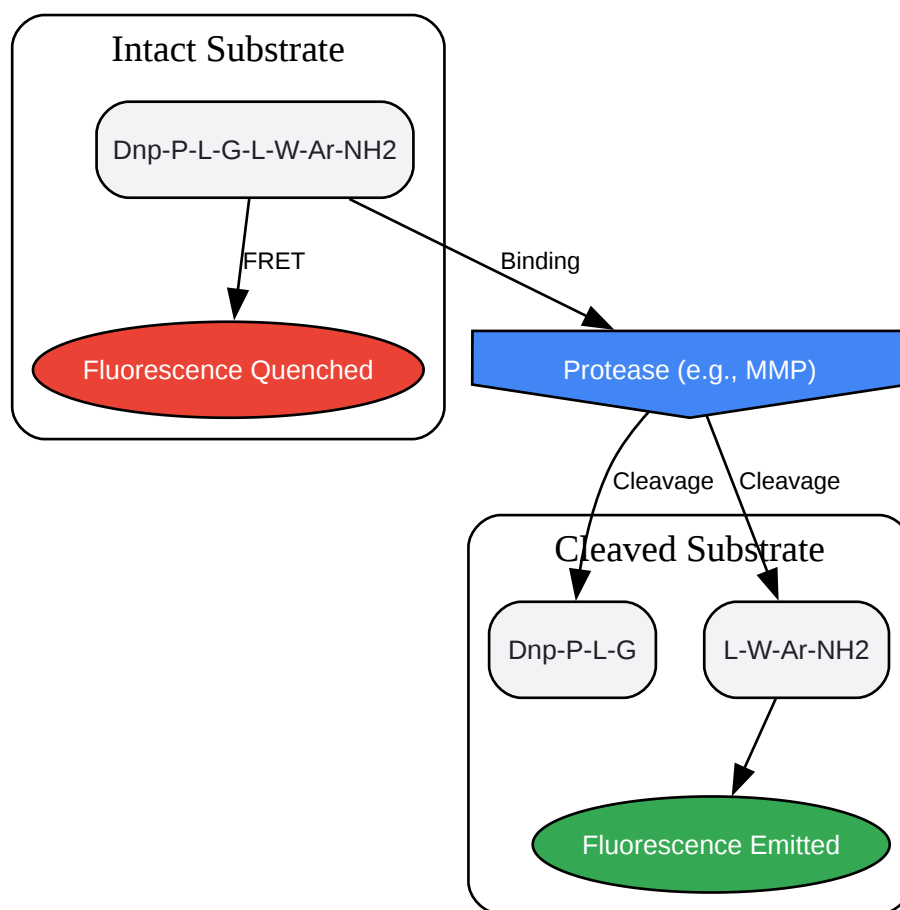 Intact Substrate
Dnp-P-L-G-L-W-Ar-NH2
FRET
Binding
Fluorescence Quenched
Protease (e.g., MMP)
Cleavage
Cleavage
Cleaved Substrate
Dnp-P-L-G
L-W-Ar-NH2
Fluorescence Emitted